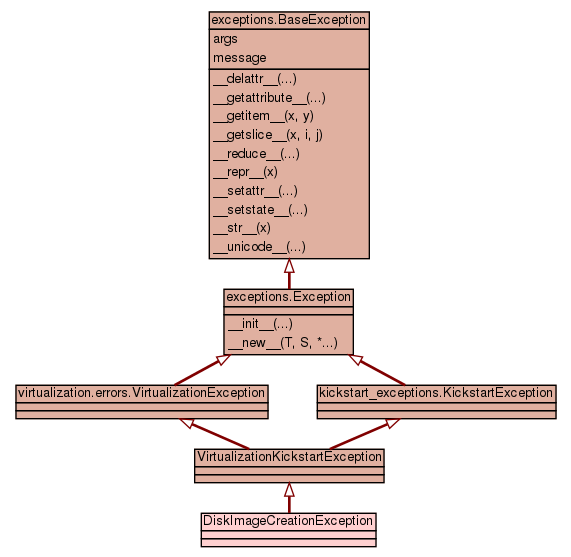 exceptions.BaseException
args
message
__delattr__(...)
__getattribute__(...)
__getitem__(x, y)
__getslice__(x, i, j)
__reduce__(...)
__repr__(x)
__setattr__(...)
__setstate__(...)
__str__(x)
__unicode__(...)
exceptions.Exception
__init__(...)
__new__(T, S, *...)
virtualization.errors.VirtualizationException
kickstart_exceptions.KickstartException
VirtualizationKickstartException
DiskImageCreationException